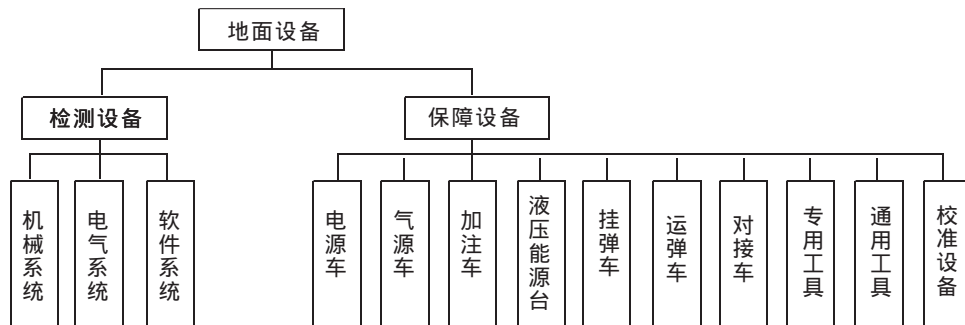 地面设备
检测设备
保障设备
机械系统
电气系统
软件系统
电源车
气源车
加注车
液压能源台
挂弹车
运弹车
对接车
专用工具
通用工具
校准设备